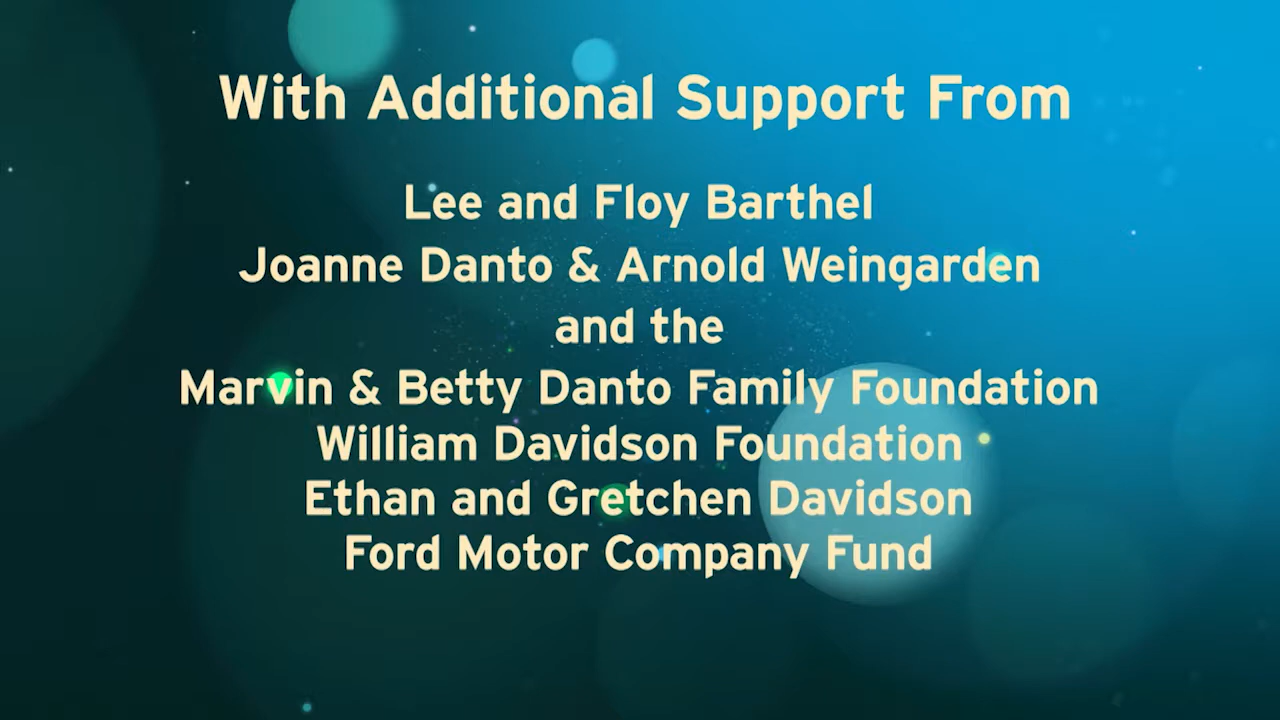 With Additional Support From
Lee and Floy Barthel
Joanne Danto & Arnold Weingarden
and the
Marvin & Betty Danto Family Foundation
William Davidson Foundation
Ethan and Gretchen Davidson
Ford Motor Company Fund